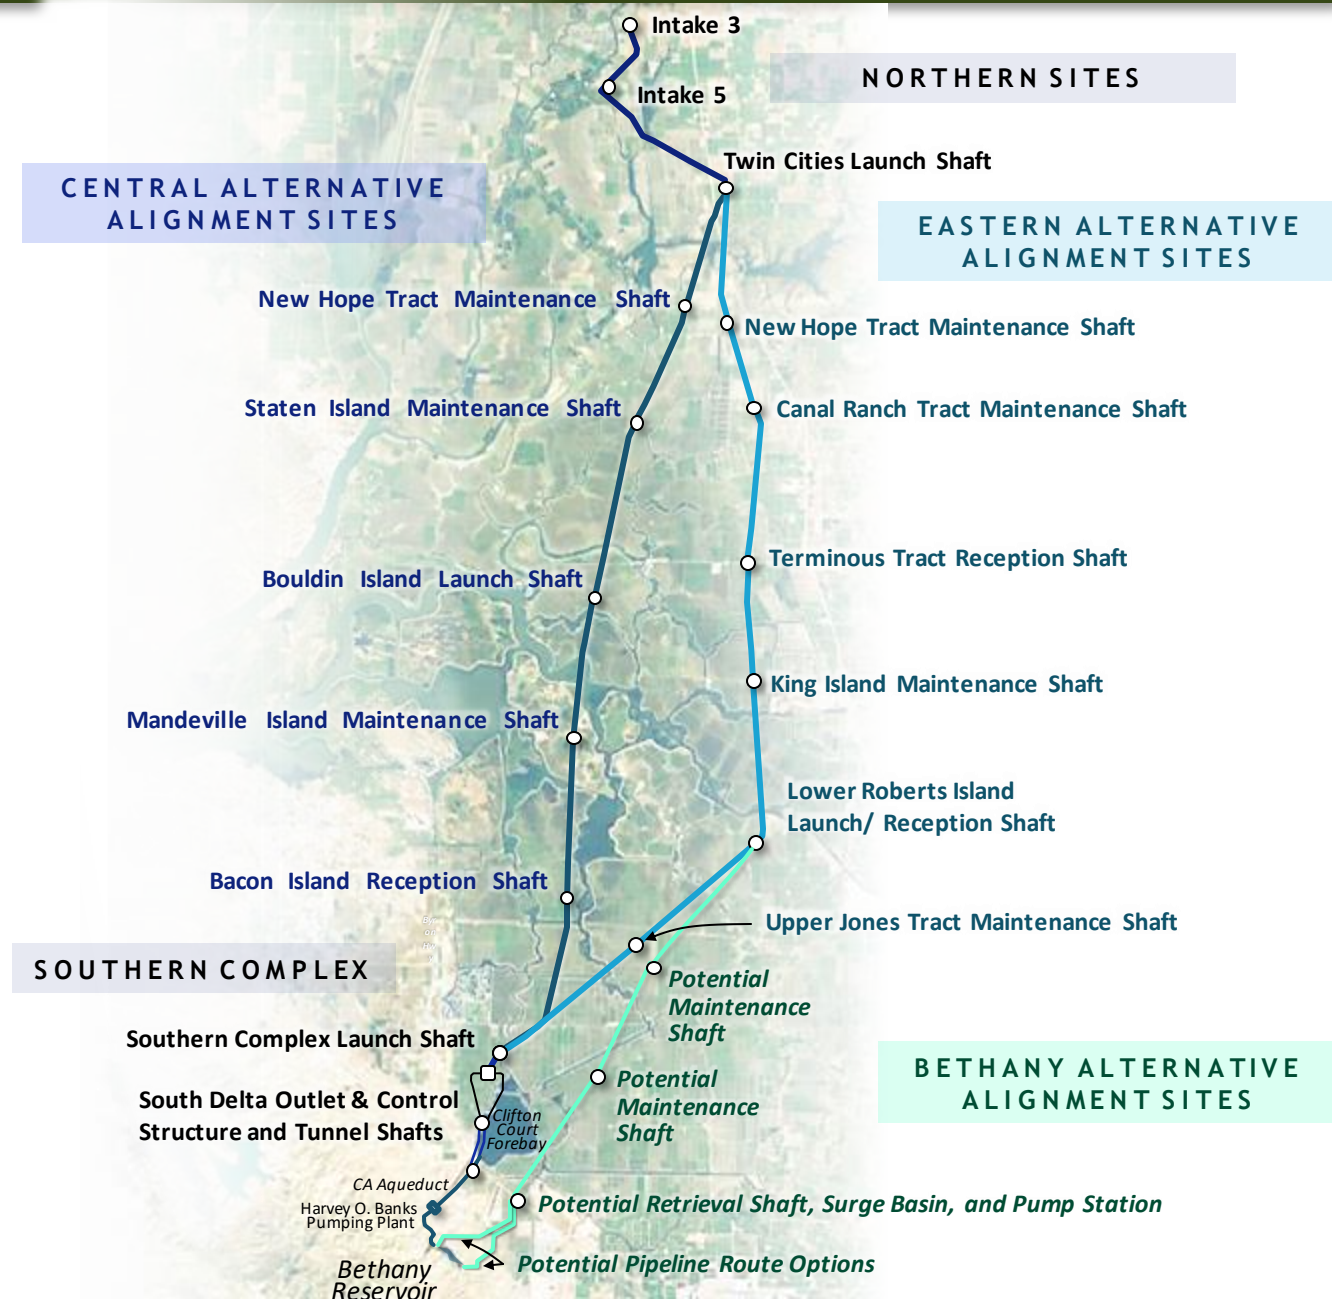 Intake 3
NORTHERN SITES
Intake 5
Twin Cities Launch Shaft
CENTRAL ALTERNATIVE
ALIGNMENT SITES
EASTERN ALTERNATIVE
ALIGNMENT SITES
New Hope Tract Maintenance Shaft
New Hope Tract Maintenance Shaft
Staten Island Maintenance Shaft
Canal Ranch Tract Maintenance Shaft
Terminous Tract Reception Shaft
Bouldin Island Launch Shaft
King Island Maintenance Shaft
Mandeville Island Maintenance Shaft
Lower Roberts Island
Launch/ Reception Shaft
Bacon Island Reception Shaft
Upper Jones Tract Maintenance Shaft
SOUTHERN COMPLEX
Potential
Maintenance
Shaft
Southern Complex Launch Shaft
BETHANY ALTERNATIVE
ALIGNMENT SITES
Potential
Maintenance
Shaft
South Delta Outlet & Control
Structure and Tunnel Shafts
Clifton
Court
Forebay
CA Aqueduct
Harvey O. Banks
Pumping Plant
Potential Retrieval Shaft, Surge Basin, and Pump Station
Potential Pipeline Route Options
Bethany
Reservoir